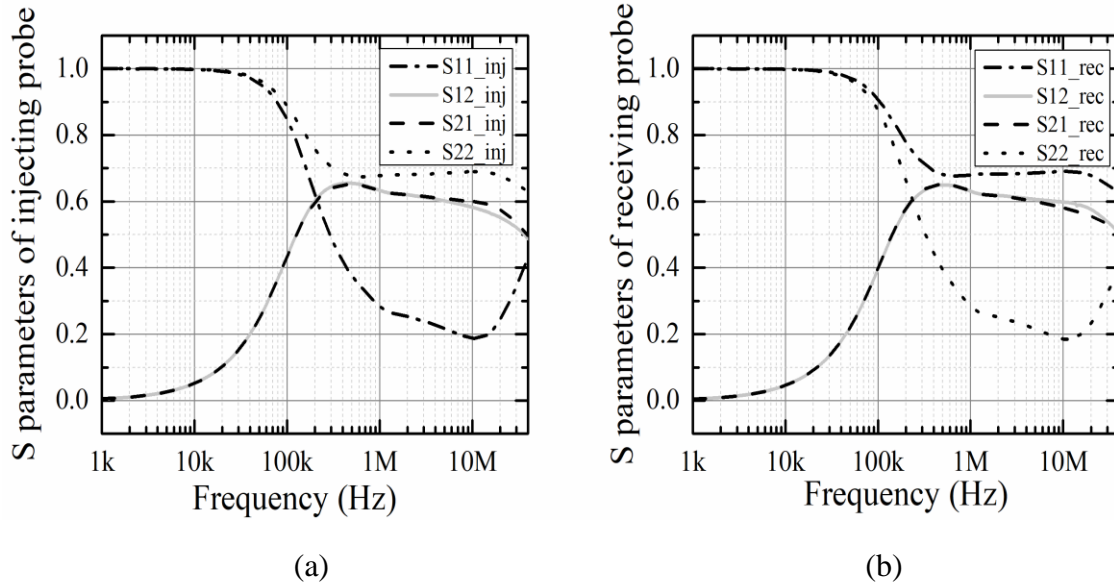 S parameters of injecting probe
1.0
0.8
0.6
0.4
0.2
0.0
S11_inj
S12_inj
S21_inj
S22_inj
1k 10k 100k 1M 10M
Frequency (Hz)
(a)
S parameters of receiving probe
1.0
0.8
0.6
0.4
0.2
0.0
S11_rec
S12_rec
S21_rec
S22_rec
1k 10k 100k 1M 10M
Frequency (Hz)
(b)